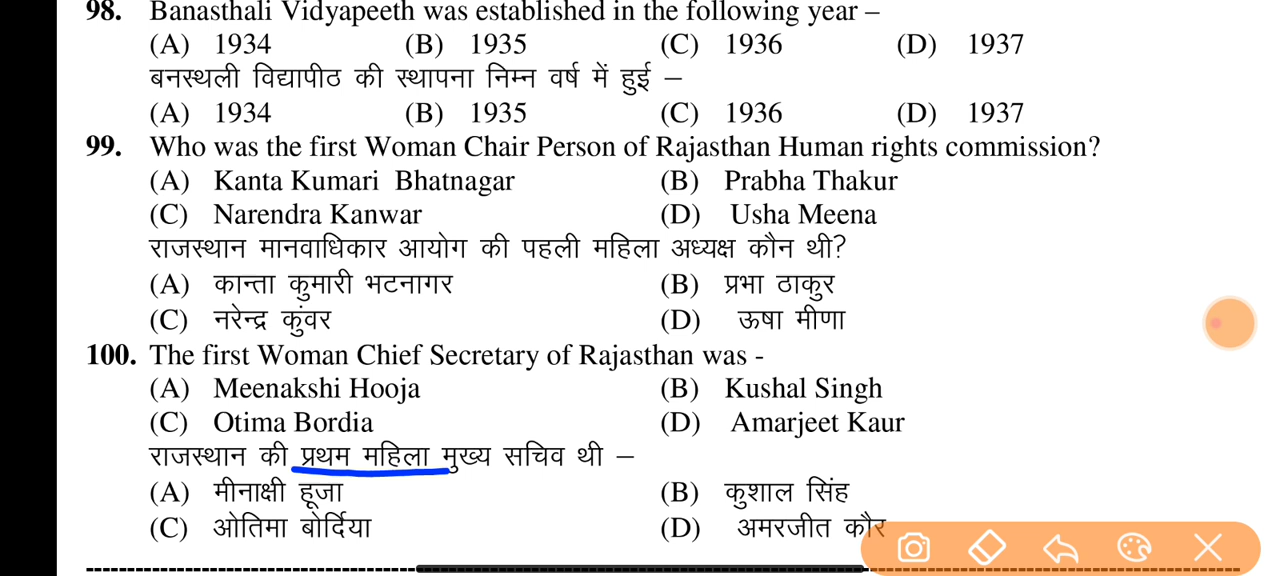 98. Banasthali Vidyapeeth was established in the following year –
(A) 1934 (B) 1935 (C) 1936 (D) 1937
बनस्थली विद्यापीठ की स्थापना निम्न वर्ष में हुई –
(A) 1934 (B) 1935 (C) 1936 (D) 1937
99. Who was the first Woman Chair Person of Rajasthan Human rights commission?
(A) Kanta Kumari Bhatnagar (B) Prabha Thakur
(C) Narendra Kanwar (D) Usha Meena
राजस्थान मानवाधिकार आयोग की पहली महिला अध्यक्ष कौन थी?
(A) कान्ता कुमारी भटनागर (B) प्रभा ठाकुर
(C) नरेन्द्र कुंवर (D) ऊषा मीणा
100. The first Woman Chief Secretary of Rajasthan was -
(A) Meenakshi Hooja (B) Kushal Singh
(C) Otima Bordia (D) Amarjeet Kaur
राजस्थान की प्रथम महिला मुख्य सचिव थी –
(A) मीनाक्षी हूजा (B) कुशाल सिंह
(C) ओतिमा बोर्दिया (D) अमरजीत कौर